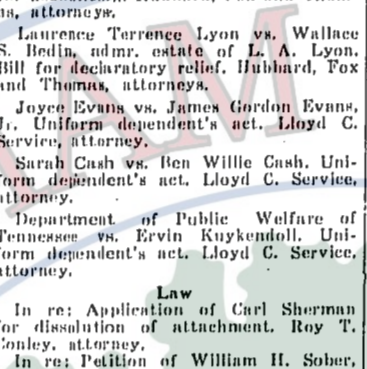 ns, attorneys.
Laurence Terrence Lyon vs. Wallace
S. Bedin, admr. estate of L. A. Lyon.
Bill for declaratory relief. Hubbard, Fox
and Thomas, attorneys.
Joyce Evans vs. James Gordon Evans,
Jr. Uniform dependent's act. Lloyd C.
Service, attorney.
Sarah Cash vs. Ben Willie Cash. Uni-
form dependent's act. Lloyd C. Service,
attorney.
Department of Public Welfare of
Tennessee vs. Ervin Kuykendoll. Uni-
form dependent's act. Lloyd C. Service,
attorney.
Law
In re: Application of Carl Sherman
for dissolution of attachment. Roy T.
Conley, attorney.
In re: Petition of William H. Sober,